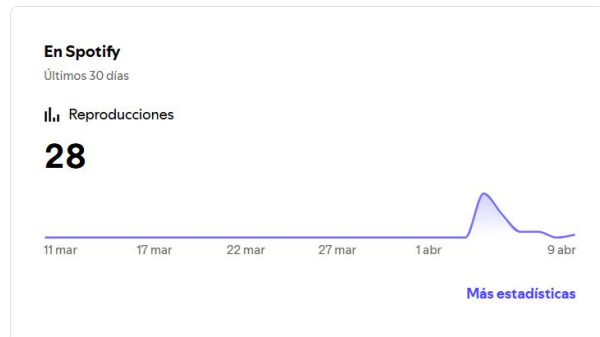 En Spotify
Últimos 30 días
Reproducciones
28
11 mar 17 mar 22 mar 27 mar 1 abr 9 abr
Más estadísticas